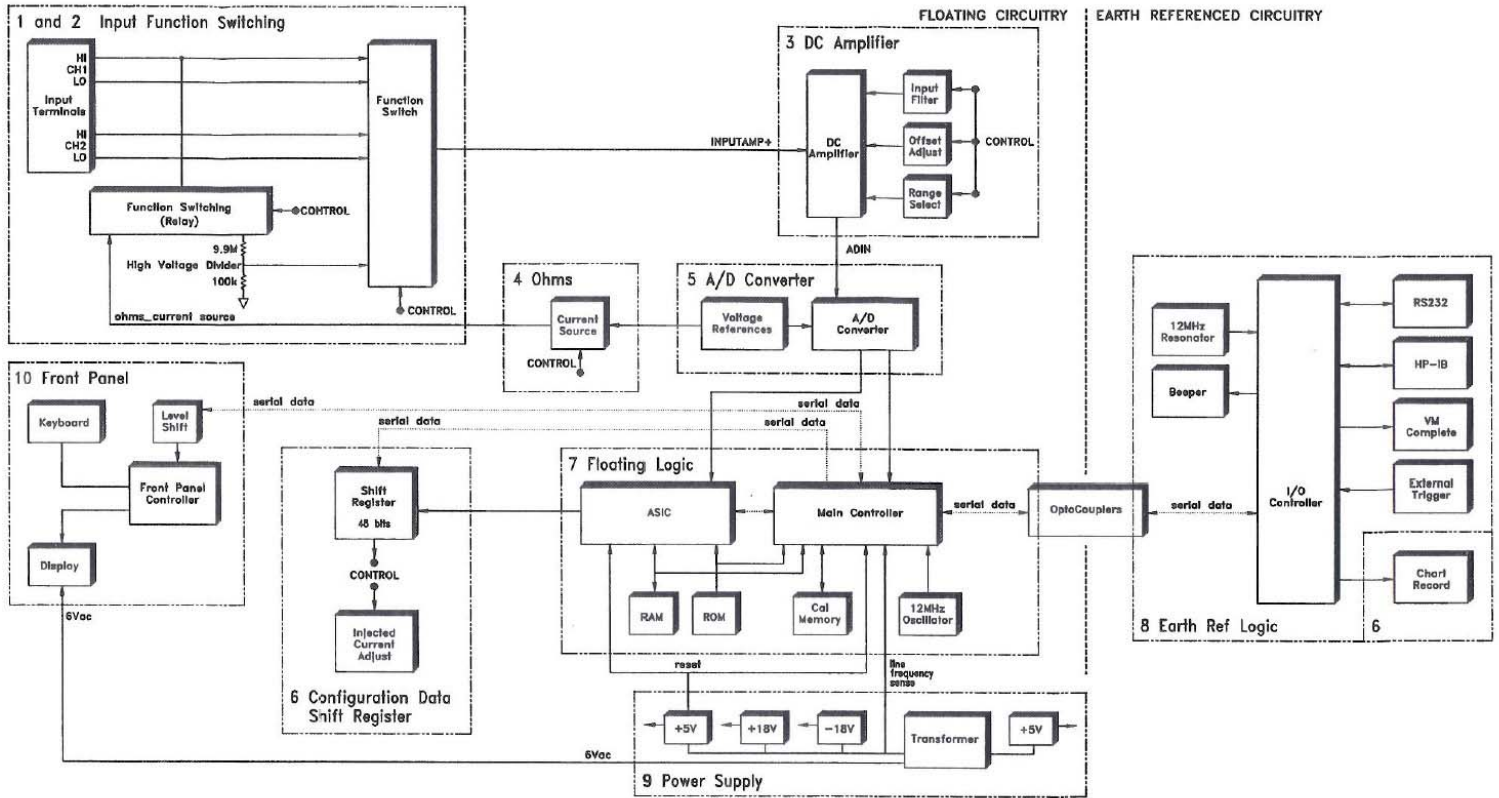 FLOATING CIRCUITRY
EARTH REFERENCED CIRCUITRY
1 and 2 Input Function Switching
HI
CH1
LO
Input
Terminals
HI
CH2
LO
Function
Switch
Function Switching
(Relay)
CONTROL
9.9M
High Voltage Divider
100k
CONTROL
ohms_current source
INPUTAMP+
3 DC Amplifier
DC
Amplifier
Input
Filter
Offset
Adjust
Range
Select
CONTROL
ADIN
4 Ohms
Current
Source
CONTROL
5 A/D Converter
Voltage
References
A/D
Converter
12MHz
Resonator
Beeper
I/O
Controller
RS232
HP-IB
VM
Complete
External
Trigger
Chart
Record
8 Earth Ref Logic
6
10 Front Panel
Keyboard
Level
Shift
Front Panel
Controller
Display
6Vac
serial data
serial data
serial data
serial data
Shift
Register
48 bits
CONTROL
Injected
Current
Adjust
6 Configuration Data
Shift Register
7 Floating Logic
ASIC
Main Controller
serial data
OptoCouplers
serial data
RAM
ROM
Cal
Memory
12MHz
Oscillator
reset
line
frequency
sense
+5V
+18V
-18V
Transformer
+5V
6Vac
9 Power Supply